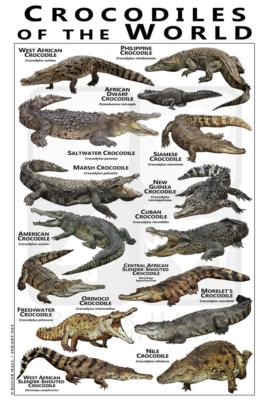 CROCODILES
OF THE WORLD
WEST AFRICAN
CROCODILE
Crocodylus suchus
PHILIPPINE
CROCODILE
Crocodylus mindorensis
AFRICAN
DWARF
CROCODILE
Osteolaemus tetraspis
SALTWATER CROCODILE
Crocodylus porosus
SIAMESE
CROCODILE
Crocodylus siamensis
MARSH CROCODILE
Crocodylus palustris
NEW
GUINEA
CROCODILE
Crocodylus
novaeguineae
CUBAN
CROCODILE
Crocodylus rhombifer
AMERICAN
CROCODILE
Crocodylus acutus
CENTRAL AFRICAN
SLENDER-SNOUTED
CROCODILE
Mecistops
leptorhynchus
ORINOCO
CROCODILE
Crocodylus intermedius
MORELET'S
CROCODILE
Crocodylus moreletii
FRESHWATER
CROCODILE
Crocodylus johnsoni
NILE
CROCODILE
Crocodylus niloticus
WEST AFRICAN
SLENDER-SNOUTED
CROCODILE
Mecistops cataphractus
© ROGER HALL - INKART.NET